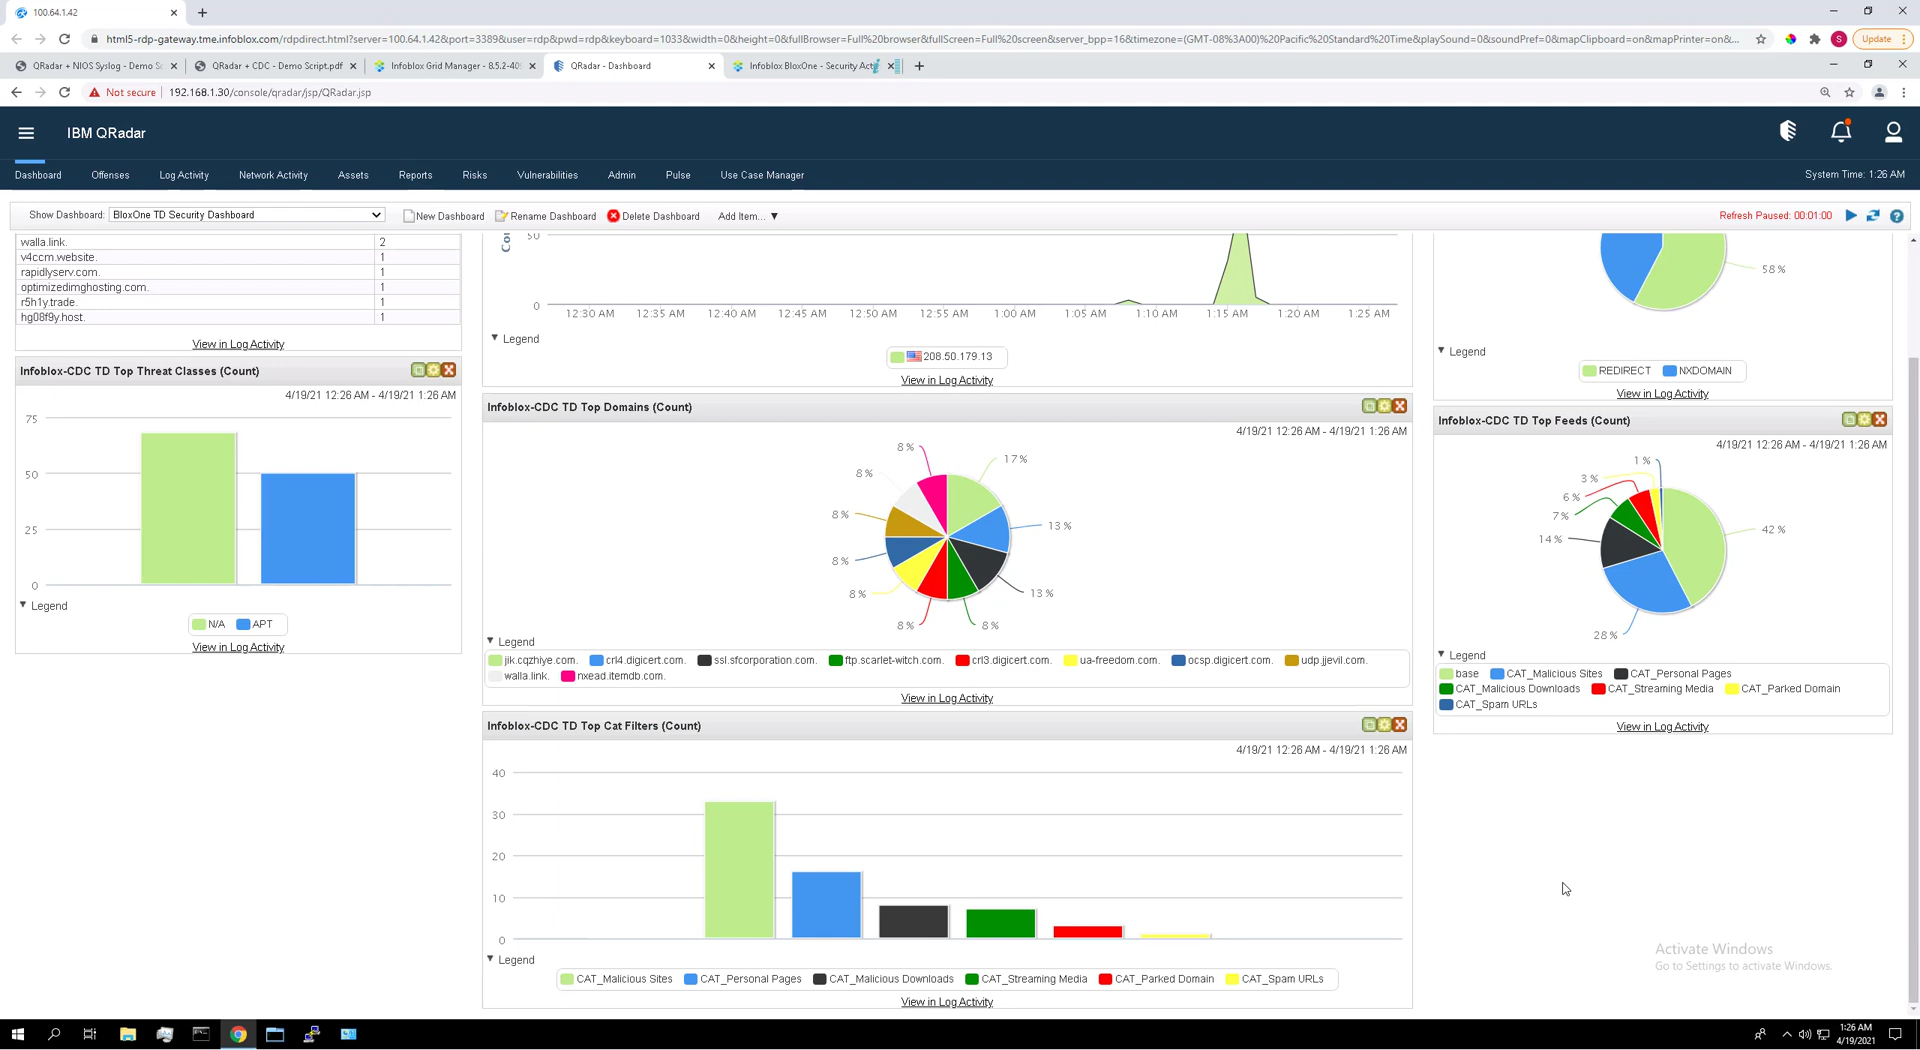 100.64.1.42
html5-rdp-gateway.tme.infoblox.com/rdpdirect.html?server=100.64.1.42&port=3389&user=rdp&pwd=rdp&keyboard=1033&width=0&height=0&fullBrowser=Full%20browser&fullScreen=Full%20screen&server_bpp=16&timezone=(GMT-08%3A00)%20Pacific%20Standard%20Time&playSound=0&soundPref=0&mapClipboard=on&mapPrinter=on&...
S
Update
QRadar + NIOS Syslog - Demo Sc
QRadar + CDC - Demo Script.pdf
Infoblox Grid Manager - 8.5.2-409
QRadar - Dashboard
Infoblox BloxOne - Security Acti
Not secure
192.168.1.30/console/qradar/jsp/QRadar.jsp
IBM QRadar
Dashboard Offenses Log Activity Network Activity Assets Reports Risks Vulnerabilities Admin Pulse Use Case Manager
System Time: 1:26 AM
Show Dashboard: BloxOne TD Security Dashboard
New Dashboard Rename Dashboard Delete Dashboard Add Item...
Refresh Paused: 00:01:00
walla.link. 2
v4ccm.website. 1
rapidlyserv.com. 1
optimizedimghosting.com. 1
r5h1y.trade. 1
hg08f9y.host. 1
View in Log Activity
Infoblox-CDC TD Top Threat Classes (Count)
4/19/21 12:26 AM - 4/19/21 1:26 AM
75
50
25
0
Legend
N/A APT
View in Log Activity
50
0
12:30 AM 12:35 AM 12:40 AM 12:45 AM 12:50 AM 12:55 AM 1:00 AM 1:05 AM 1:10 AM 1:15 AM 1:20 AM 1:25 AM
Legend
208.50.179.13
View in Log Activity
Infoblox-CDC TD Top Domains (Count)
4/19/21 12:26 AM - 4/19/21 1:26 AM
17 %
13 %
13 %
8 %
8 %
8 %
8 %
8 %
8 %
8 %
Legend
jik.cqzhiye.com. crl4.digicert.com. ssl.sfcorporation.com. ftp.scarlet-witch.com. crl3.digicert.com. ua-freedom.com. ocsp.digicert.com. udp.jjevil.com.
walla.link. nxead.itemdb.com.
View in Log Activity
Infoblox-CDC TD Top Cat Filters (Count)
4/19/21 12:26 AM - 4/19/21 1:26 AM
40
30
20
10
0
Legend
CAT_Malicious Sites CAT_Personal Pages CAT_Malicious Downloads CAT_Streaming Media CAT_Parked Domain CAT_Spam URLs
View in Log Activity
58 %
Legend
REDIRECT NXDOMAIN
View in Log Activity
Infoblox-CDC TD Top Feeds (Count)
4/19/21 12:26 AM - 4/19/21 1:26 AM
1 %
3 %
6 %
7 %
14 %
28 %
42 %
Legend
base CAT_Malicious Sites CAT_Personal Pages
CAT_Malicious Downloads CAT_Streaming Media CAT_Parked Domain
CAT_Spam URLs
View in Log Activity
Activate Windows
Go to Settings to activate Windows.
1:26 AM
4/19/2021